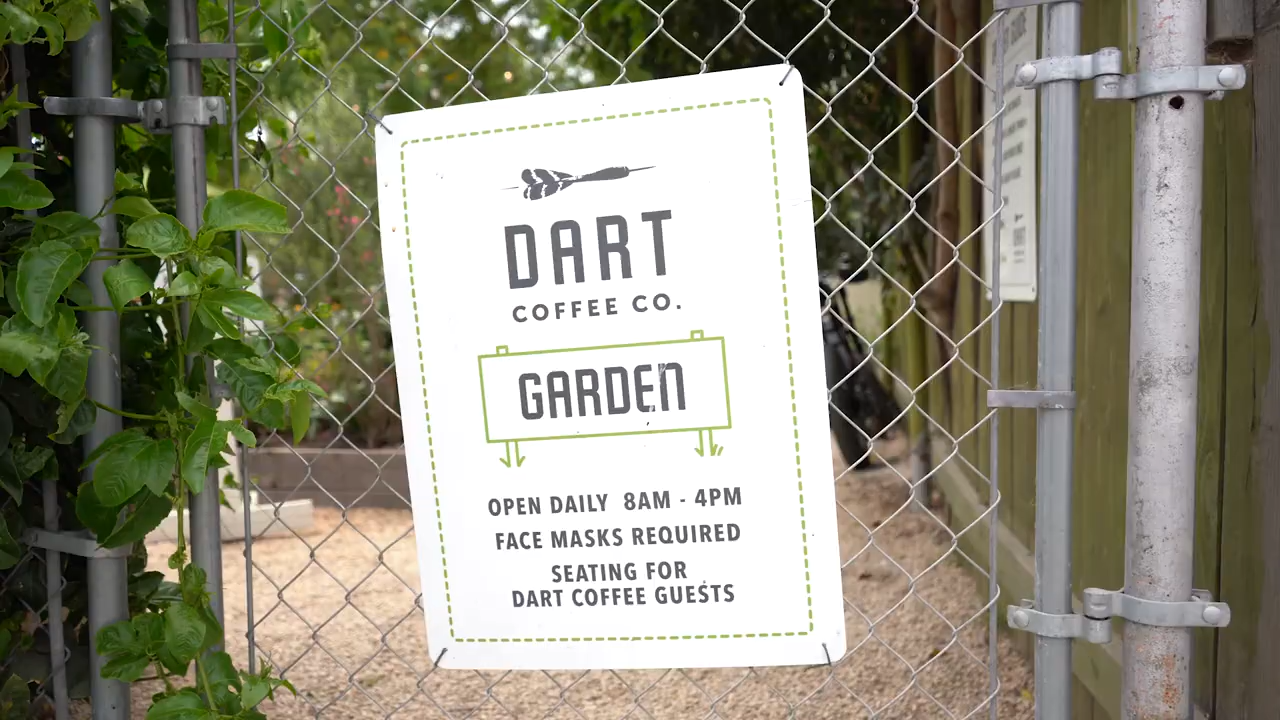 DART
COFFEE CO.
GARDEN
OPEN DAILY 8AM - 4PM
FACE MASKS REQUIRED
SEATING FOR
DART COFFEE GUESTS